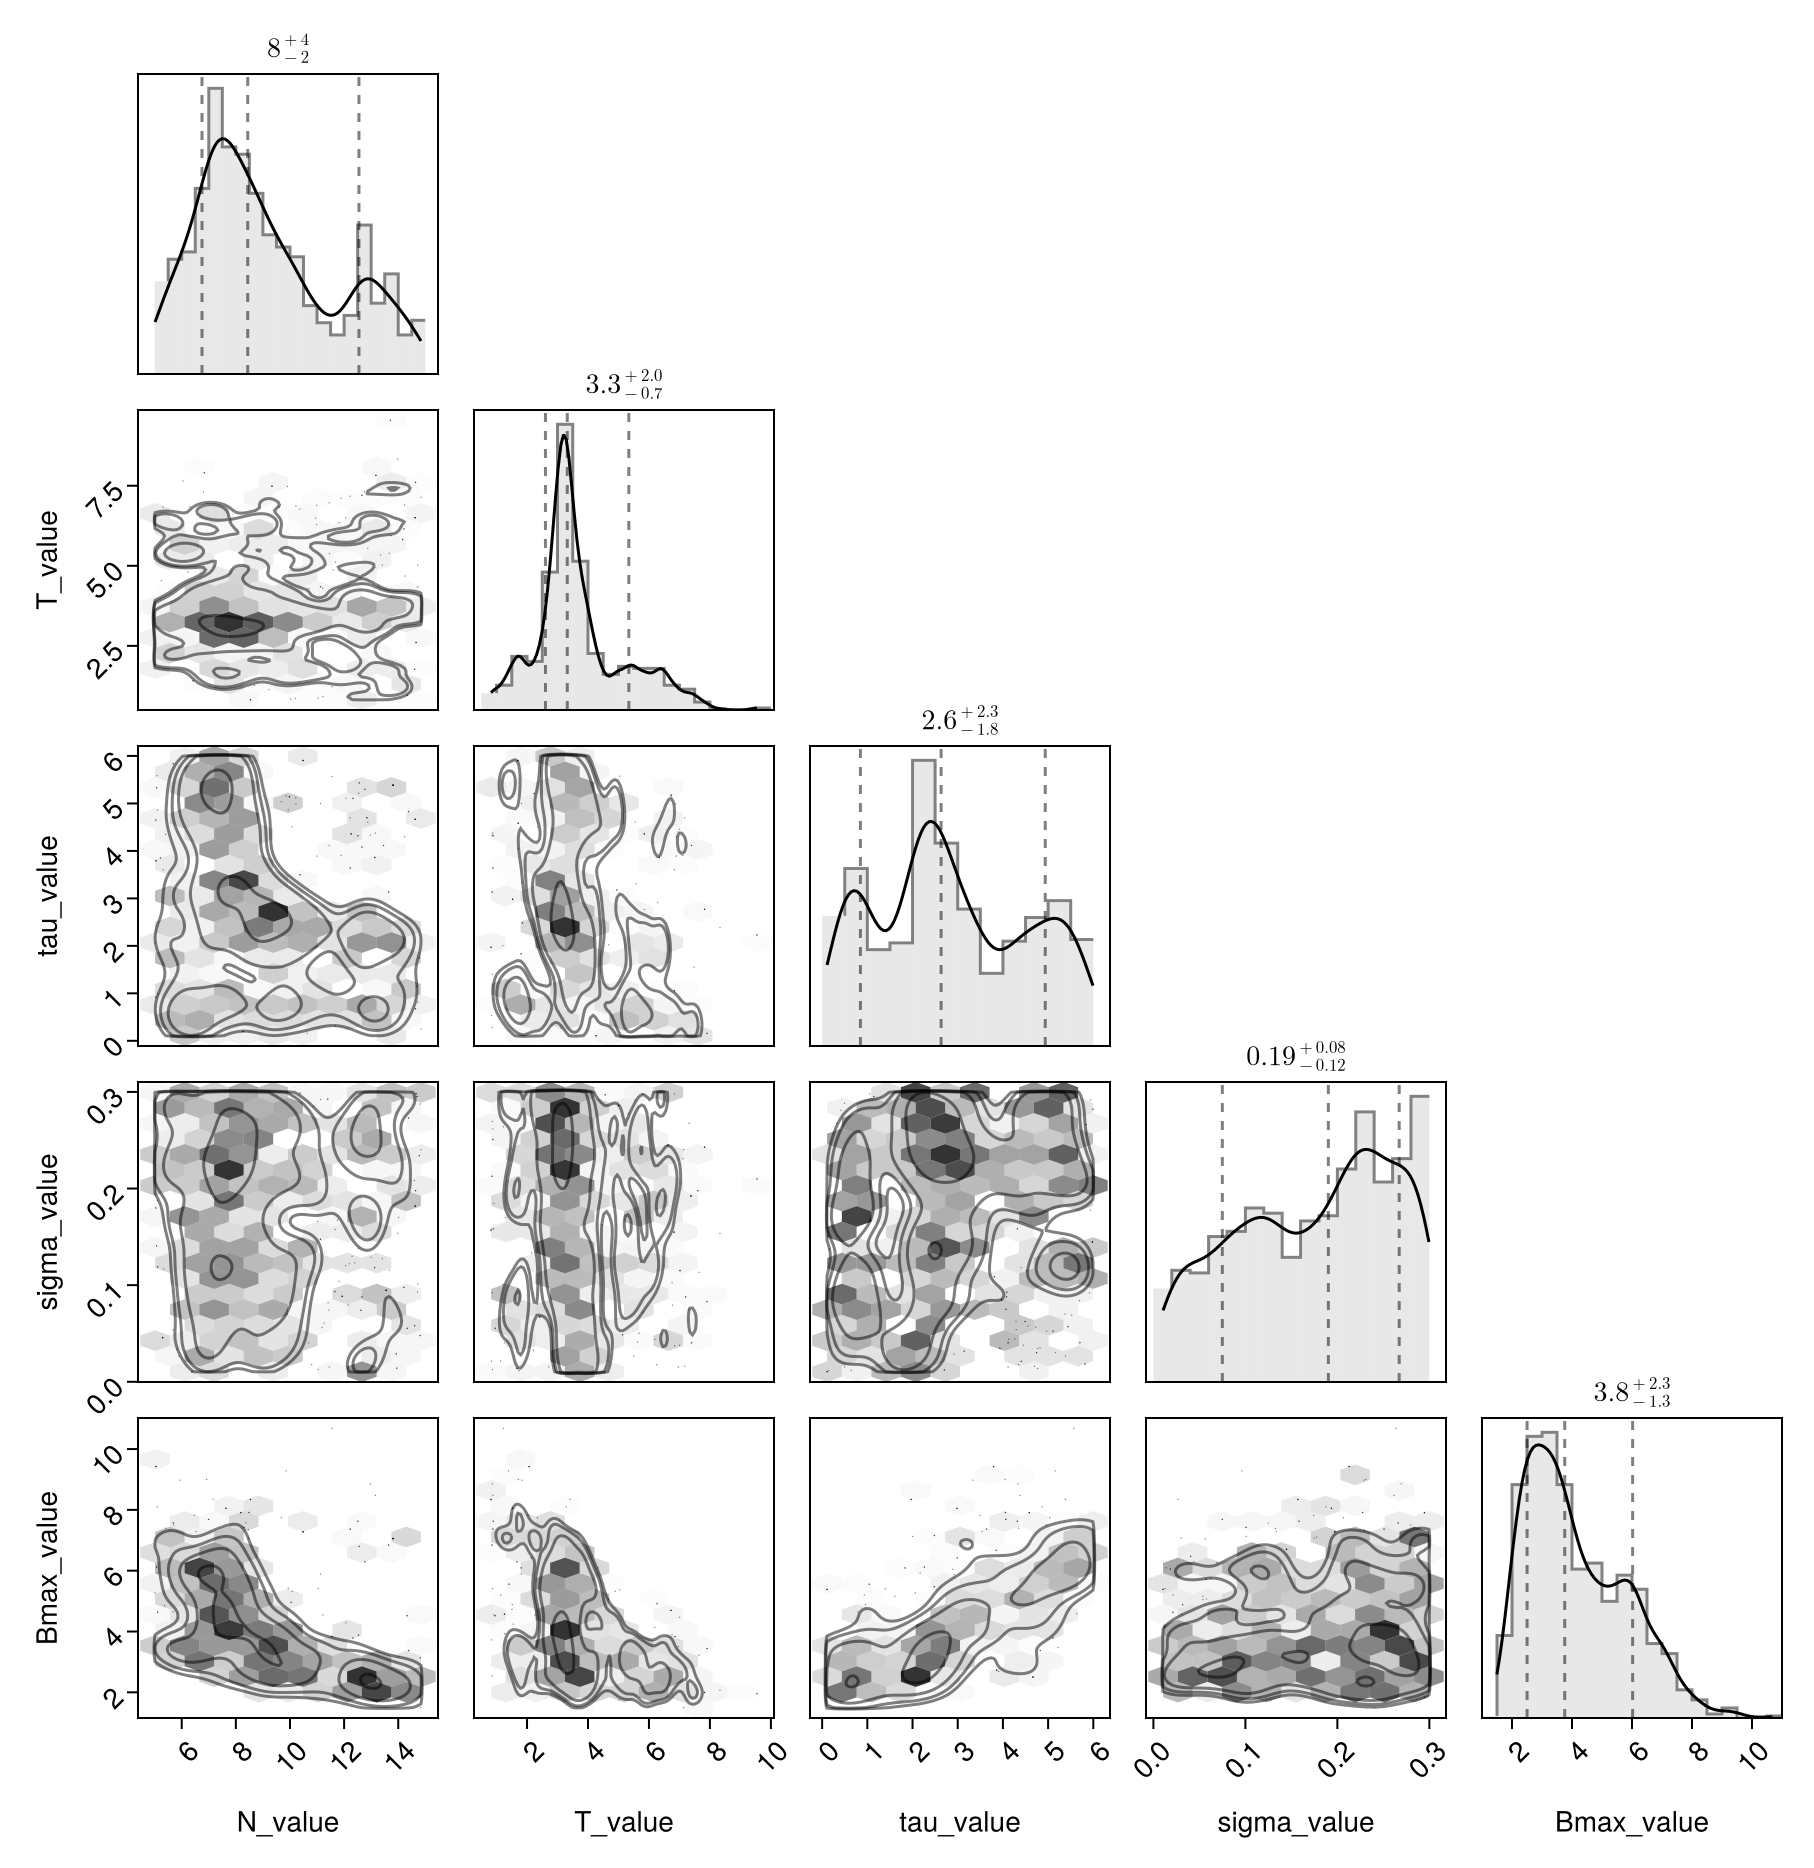 8 +4 −2
3.3 +2.0 −0.7
T_value
7.5
5.0
2.5
2.6 +2.3 −1.8
tau_value
6
5
4
3
2
1
0
0.19 +0.08 −0.12
sigma_value
0.3
0.2
0.1
0.0
3.8 +2.3 −1.3
Bmax_value
10
8
6
4
2
6 8 10 12 14
2 4 6 8 10
0 1 2 3 4 5 6
0.0 0.1 0.2 0.3
2 4 6 8 10
N_value
T_value
tau_value
sigma_value
Bmax_value